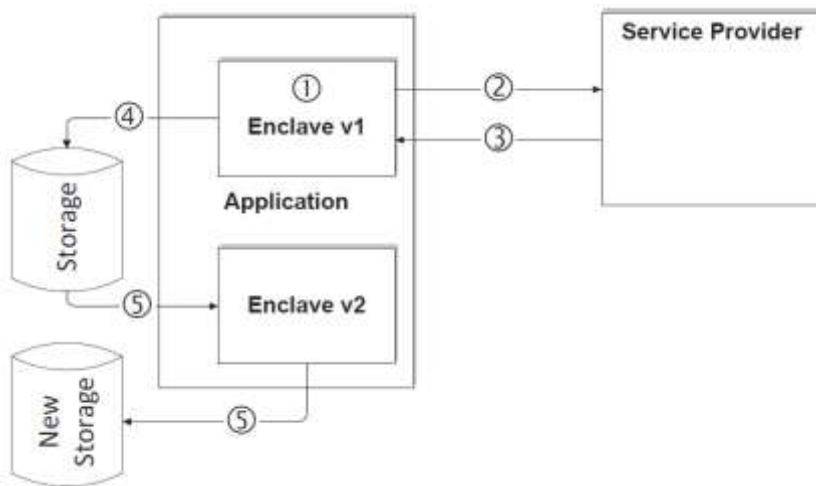 Service Provider
①
②
Enclave v1
③
④
Application
Storage
⑤
Enclave v2
New
Storage
⑤